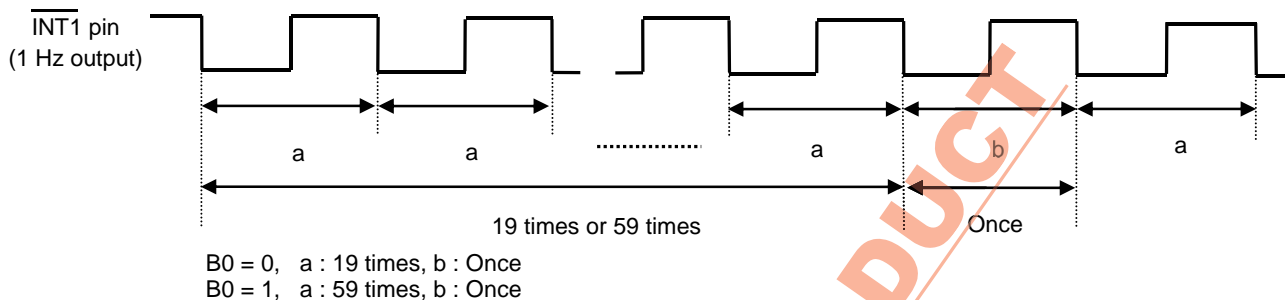 INT1 pin
(1 Hz output)
a
a
a
b
a
19 times or 59 times
Once
B0 = 0, a : 19 times, b : Once
B0 = 1, a : 59 times, b : Once
DUCT